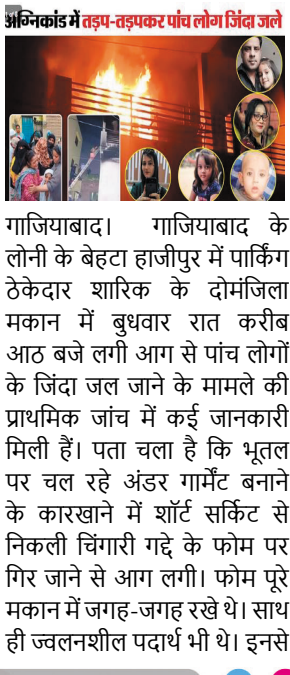 अग्निकांड में तड़प-तड़पकर पांच लोग जिंदा जले
गाजियाबाद। गाजियाबाद के
लोनी के बेहटा हाजीपुर में पार्किंग
ठेकेदार शारिक के दोमंजिला
मकान में बुधवार रात करीब
आठ बजे लगी आग से पांच लोगों
के जिंदा जल जाने के मामले की
प्राथमिक जांच में कई जानकारी
मिली हैं। पता चला है कि भूतल
पर चल रहे अंडर गार्मेंट बनाने
के कारखाने में शॉर्ट सर्किट से
निकली चिंगारी गद्दे के फोम पर
गिर जाने से आग लगी। फोम पूरे
मकान में जगह-जगह रखे थे। साथ
ही ज्वलनशील पदार्थ भी थे। इनसे